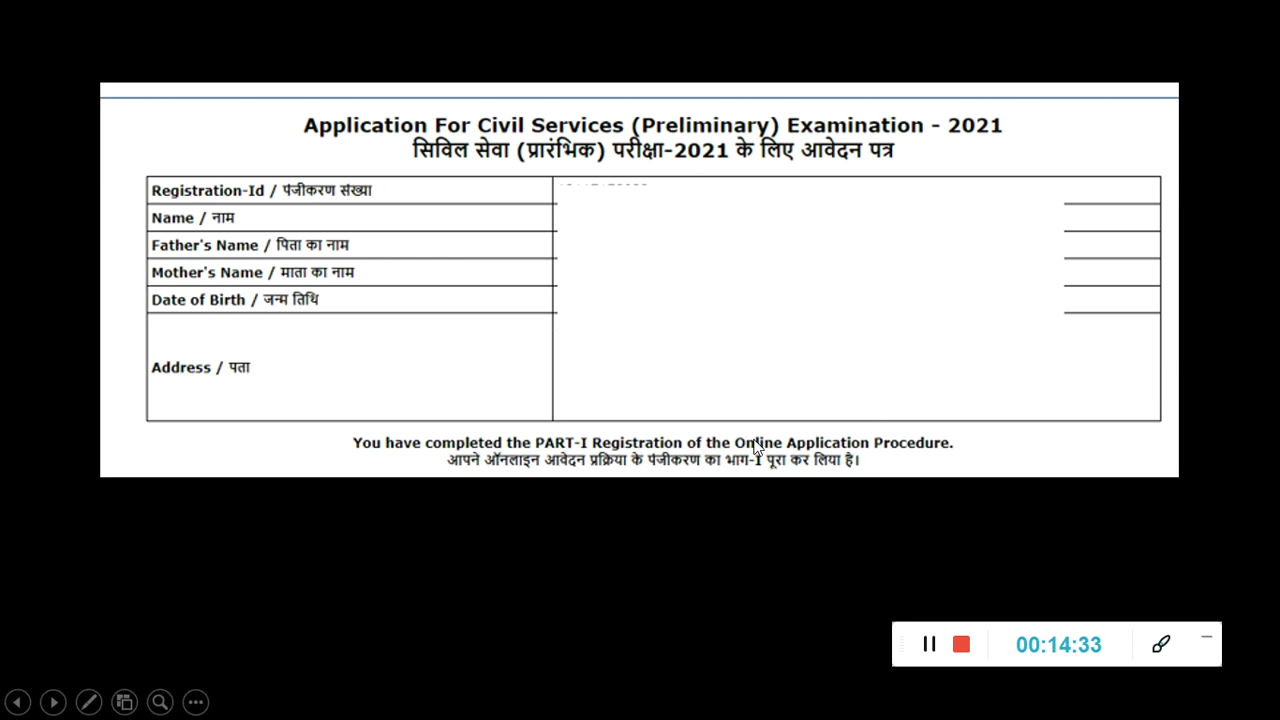 Application For Civil Services (Preliminary) Examination - 2021
सिविल सेवा (प्रारंभिक) परीक्षा-2021 के लिए आवेदन पत्र
Registration-Id / पंजीकरण संख्या
Name / नाम
Father's Name / पिता का नाम
Mother's Name / माता का नाम
Date of Birth / जन्म तिथि
Address / पता
You have completed the PART-I Registration of the Online Application Procedure.
आपने ऑनलाइन आवेदन प्रक्रिया के पंजीकरण का भाग-I पूरा कर लिया है।
00:14:33